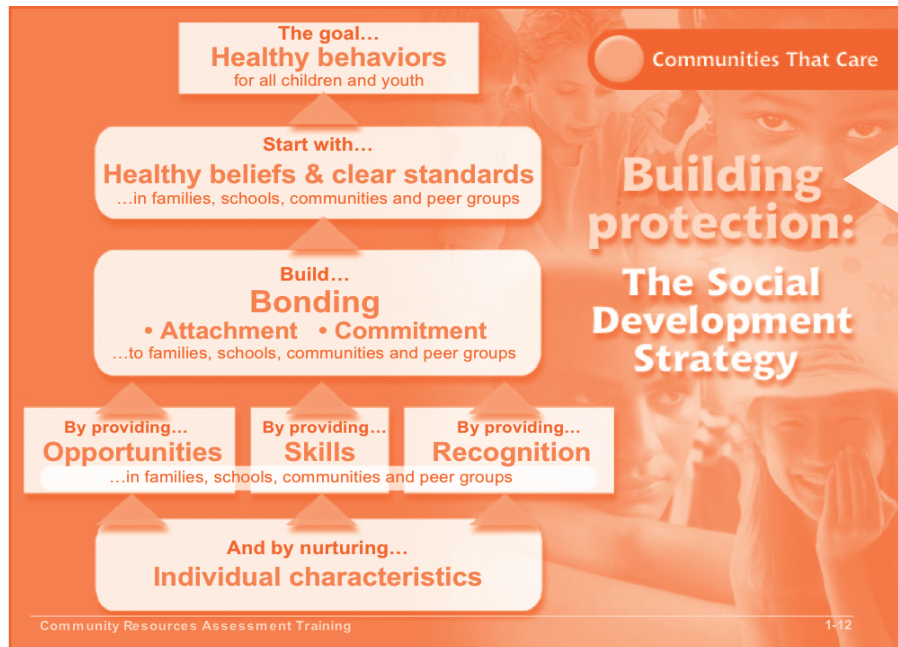 The goal…
Healthy behaviors
for all children and youth
Communities That Care
Start with…
Healthy beliefs & clear standards
…in families, schools, communities and peer groups
Building
protection:
The Social
Development
Strategy
Build…
Bonding
• Attachment • Commitment
…to families, schools, communities and peer groups
By providing…
Opportunities
By providing…
Skills
By providing…
Recognition
…in families, schools, communities and peer groups
And by nurturing…
Individual characteristics
Community Resources Assessment Training
1-12